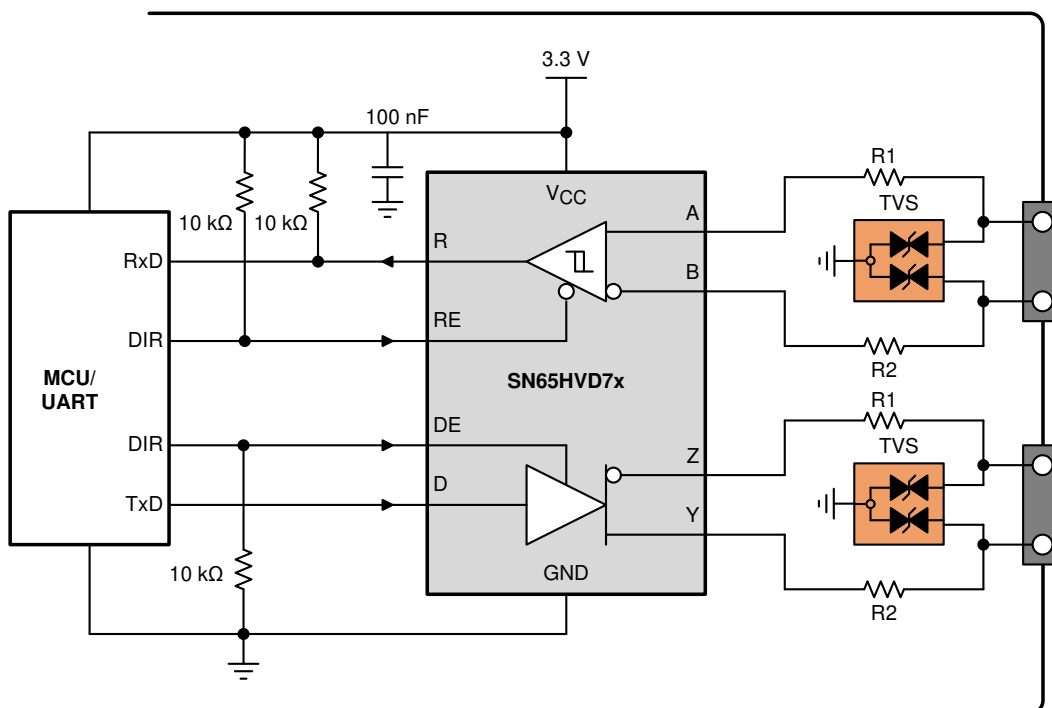 3.3 V
100 nF
10 kΩ
10 kΩ
VCC
R1
TVS
A
R
RxD
B
RE
DIR
R2
MCU/
UART
SN65HVD7x
R1
DE
DIR
TVS
Z
D
TxD
Y
10 kΩ
GND
R2